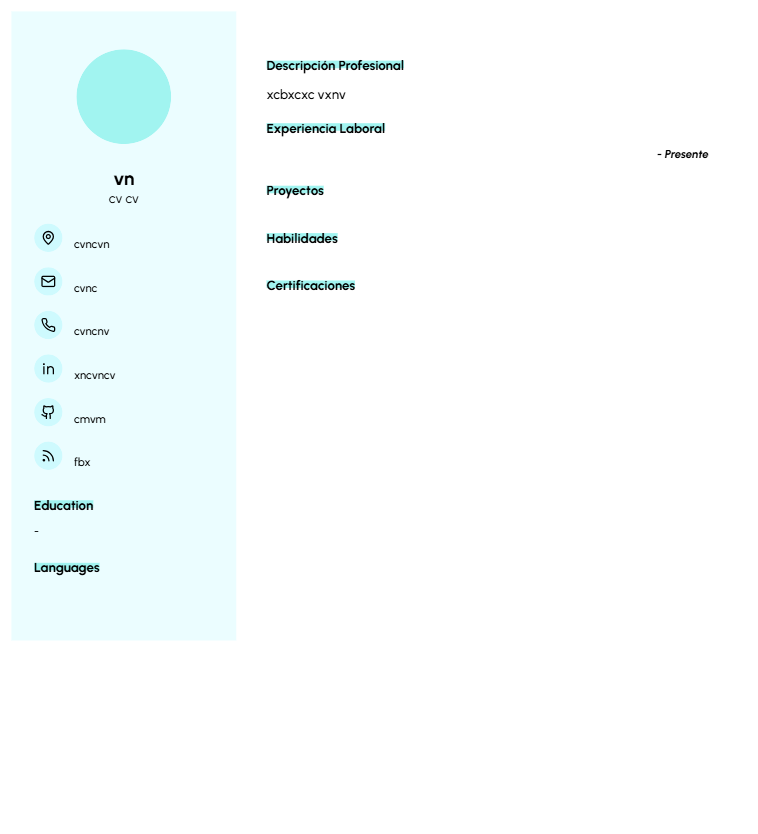 vn
cv cv
cvncvn
cvnc
cvncnv
xncvncv
cmvm
fbx
Education
-
Languages
Descripción Profesional
xcbxcxc vxnv
Experiencia Laboral
- Presente
Proyectos
Habilidades
Certificaciones